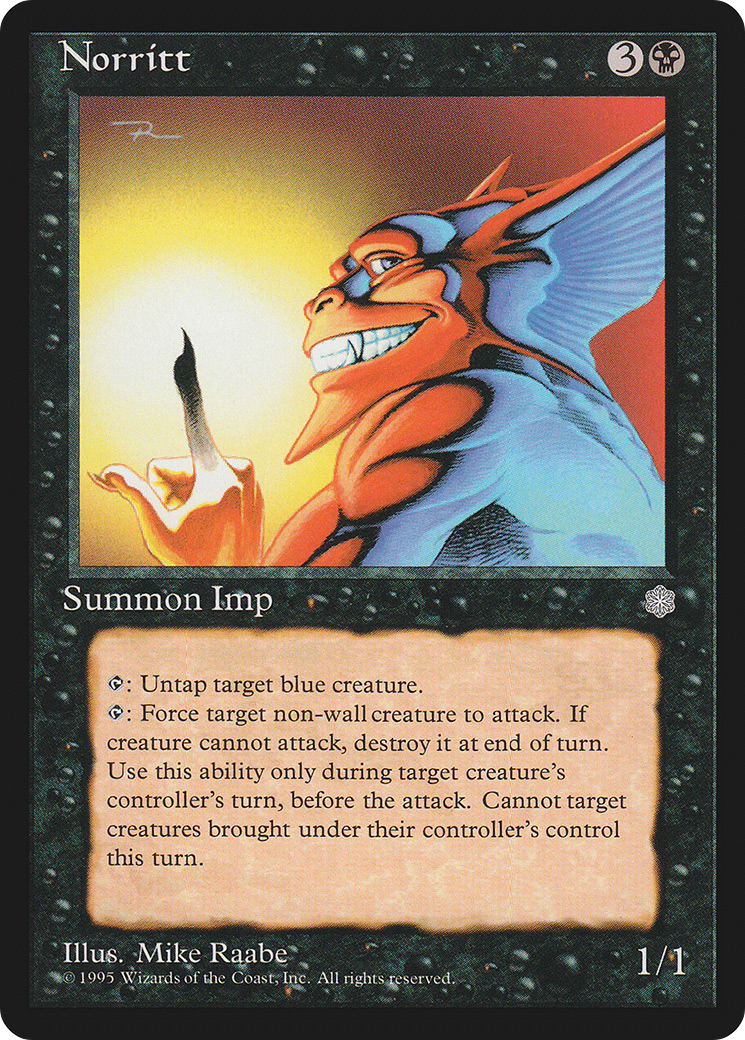 Norritt 3
R
Summon Imp
: Untap target blue creature.
: Force target non-wall creature to attack. If
creature cannot attack, destroy it at end of turn.
Use this ability only during target creature's
controller's turn, before the attack. Cannot target
creatures brought under their controller's control
this turn.
Illus. Mike Raabe
1/1
© 1995 Wizards of the Coast, Inc. All rights reserved.